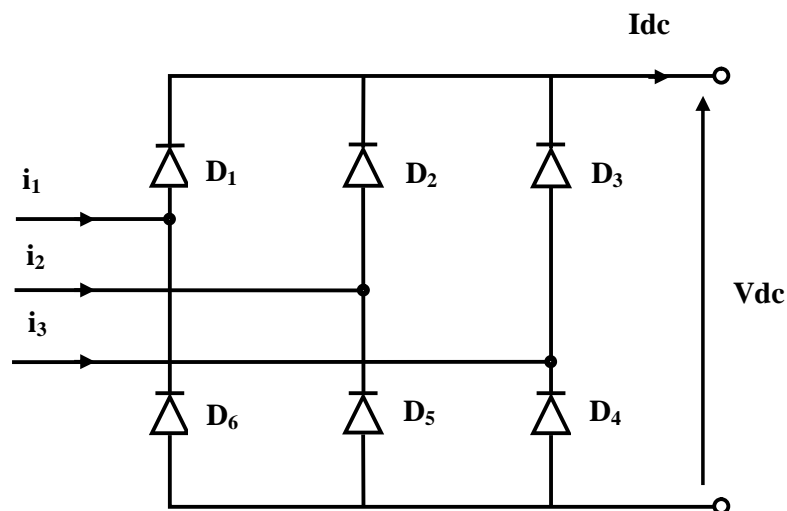 Idc
D₁
D₂
D₃
i₁
i₂
Vdc
i₃
D₆
D₅
D₄